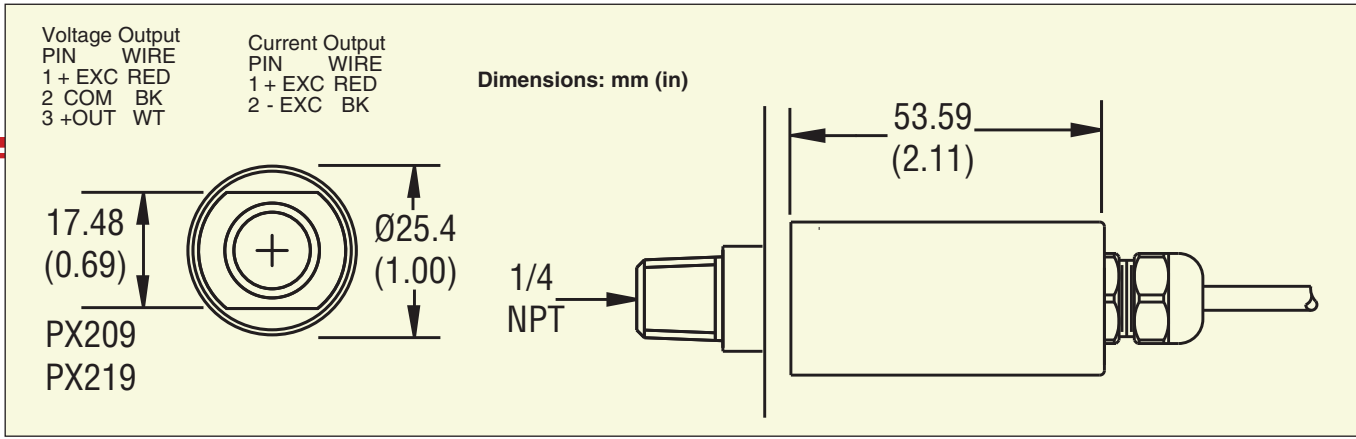 Voltage Output
PIN WIRE
1 + EXC RED
2 COM BK
3 +OUT WT
Current Output
PIN WIRE
1 + EXC RED
2 - EXC BK
Dimensions: mm (in)
53.59
(2.11)
17.48
(0.69)
Ø25.4
(1.00)
1/4
NPT
PX209
PX219